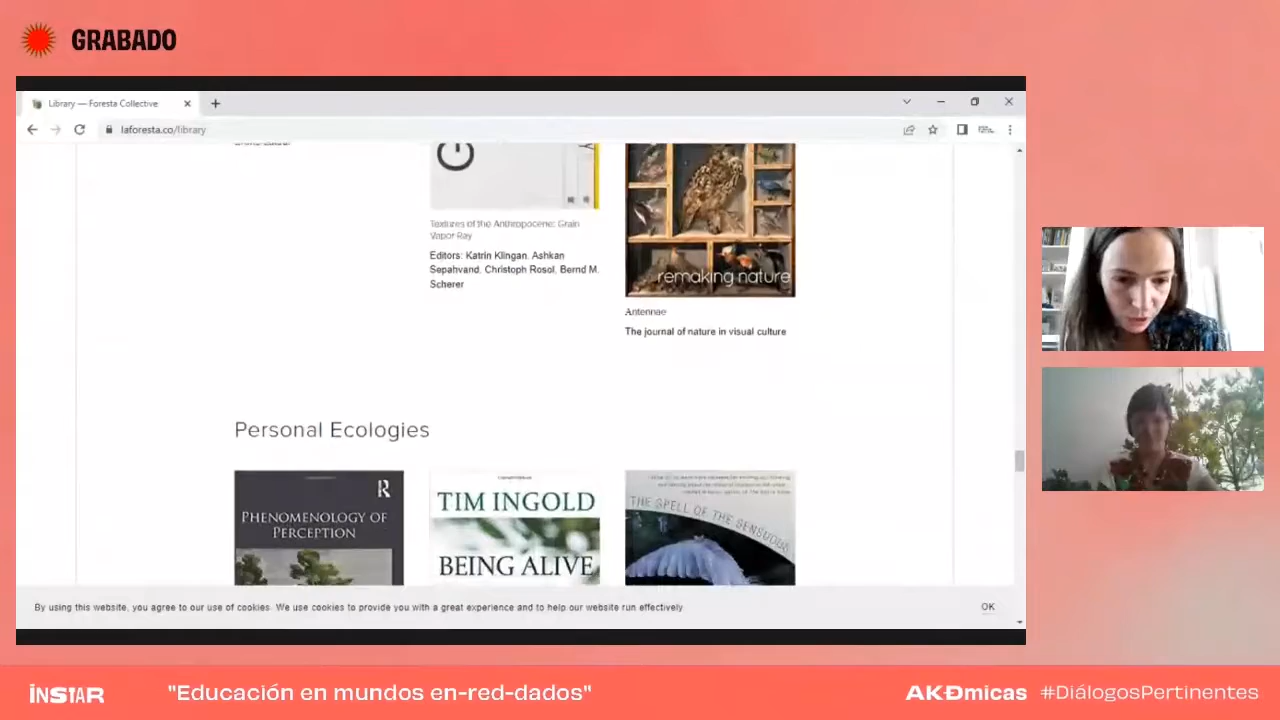 GRABADO
Library — Foresta Collective
laforesta.co/library
Textures of the Anthropocene: Grain
Vapor Ray
Editors: Katrin Klingan, Ashkan
Sepahvand, Christoph Rosol, Bernd M.
Scherer
remaking nature
Antennae
The journal of nature in visual culture
Personal Ecologies
R
PHENOMENOLOGY OF
PERCEPTION
TIM INGOLD
BEING ALIVE
THE SPELL OF THE SENSUOUS
By using this website, you agree to our use of cookies. We use cookies to provide you with a great experience and to help our website run effectively.
OK
INSTAR
"Educación en mundos en-red-dados"
AKÐmicas #DiálogosPertinentes